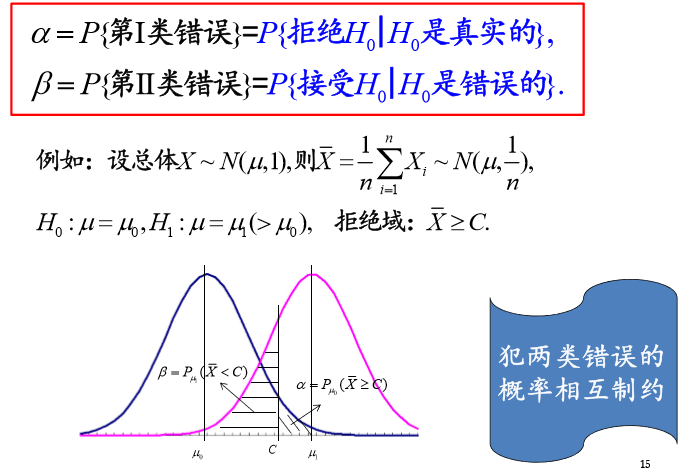 α = P{第I类错误}=P{拒绝H₀|H₀是真实的},
β = P{第II类错误}=P{接受H₀|H₀是错误的}.
例如：设总体X ~ N(μ,1),则X̅ = 1/n ∑ᵢ₌₁ⁿ Xᵢ ~ N(μ, 1/n),
H₀ : μ = μ₀, H₁ : μ = μ₁(> μ₀), 拒绝域：X̅ ≥ C.
β = P_μ₁(X̅ < C)
α = P_μ₀(X̅ ≥ C)
μ₀ C μ₁
犯两类错误的
概率相互制约
15